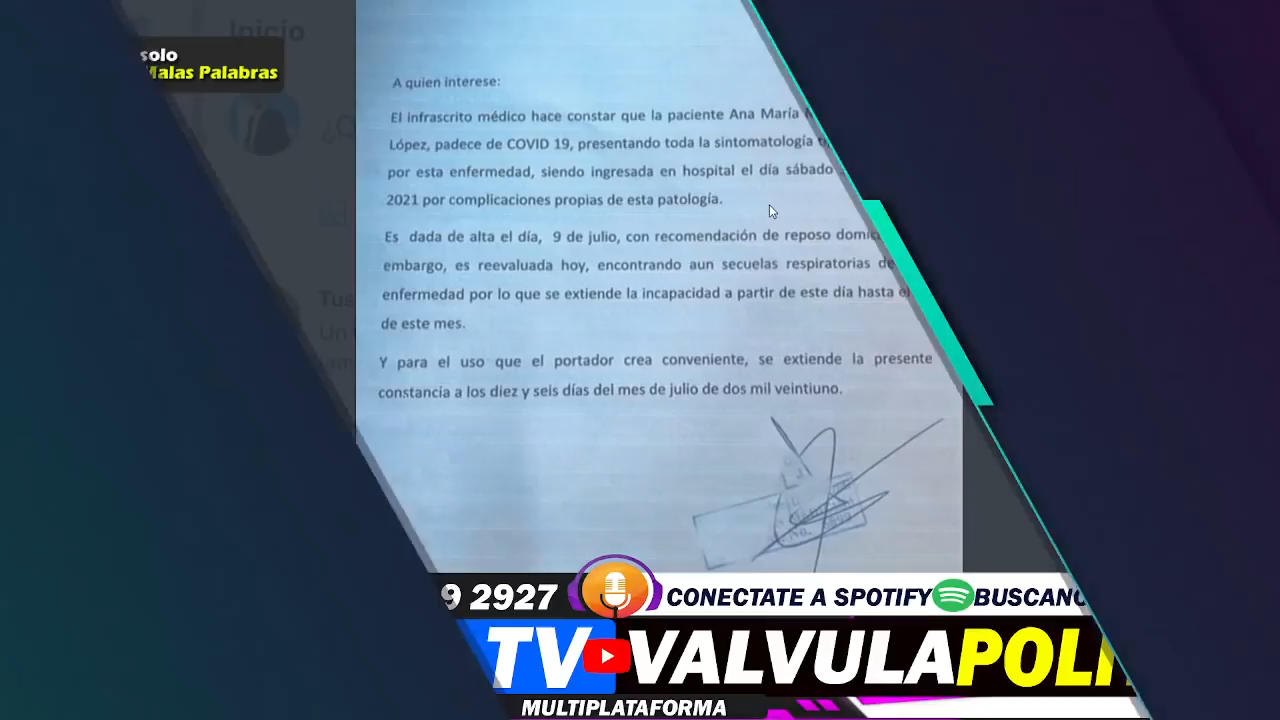 Inicio
solo
Malas Palabras
A quien interese:
El infrascrito médico hace constar que la paciente Ana María
López, padece de COVID 19, presentando toda la sintomatología
por esta enfermedad, siendo ingresada en hospital el día sábado
2021 por complicaciones propias de esta patología.
Es dada de alta el día, 9 de julio, con recomendación de reposo
embargo, es reevaluada hoy, encontrando aun secuelas respiratorias de
enfermedad por lo que se extiende la incapacidad a partir de este día hasta el
de este mes.
Y para el uso que el portador crea conveniente, se extiende la presente
constancia a los diez y seis días del mes de julio de dos mil veintiuno.
9 2927
CONECTATE A SPOTIFY
TV VALVULA
MULTIPLATAFORMA